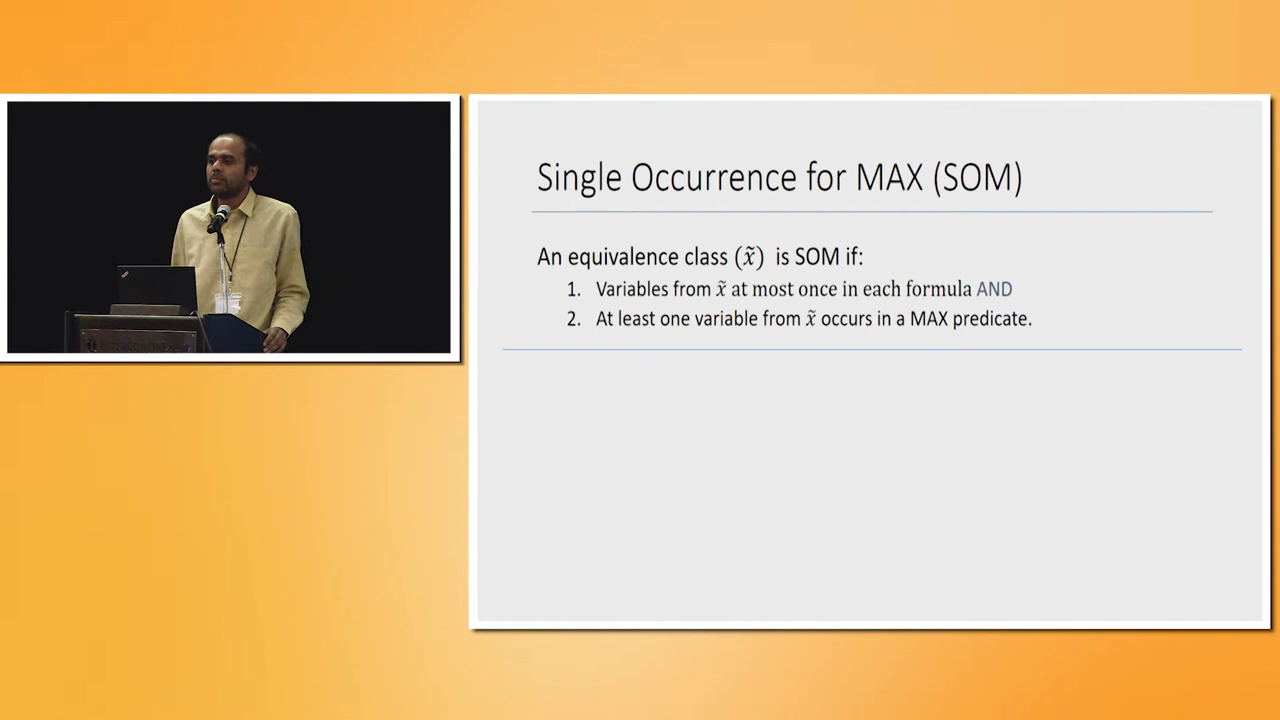 Single Occurrence for MAX (SOM)
An equivalence class (x̃) is SOM if:
1. Variables from x̃ at most once in each formula AND
2. At least one variable from x̃ occurs in a MAX predicate.